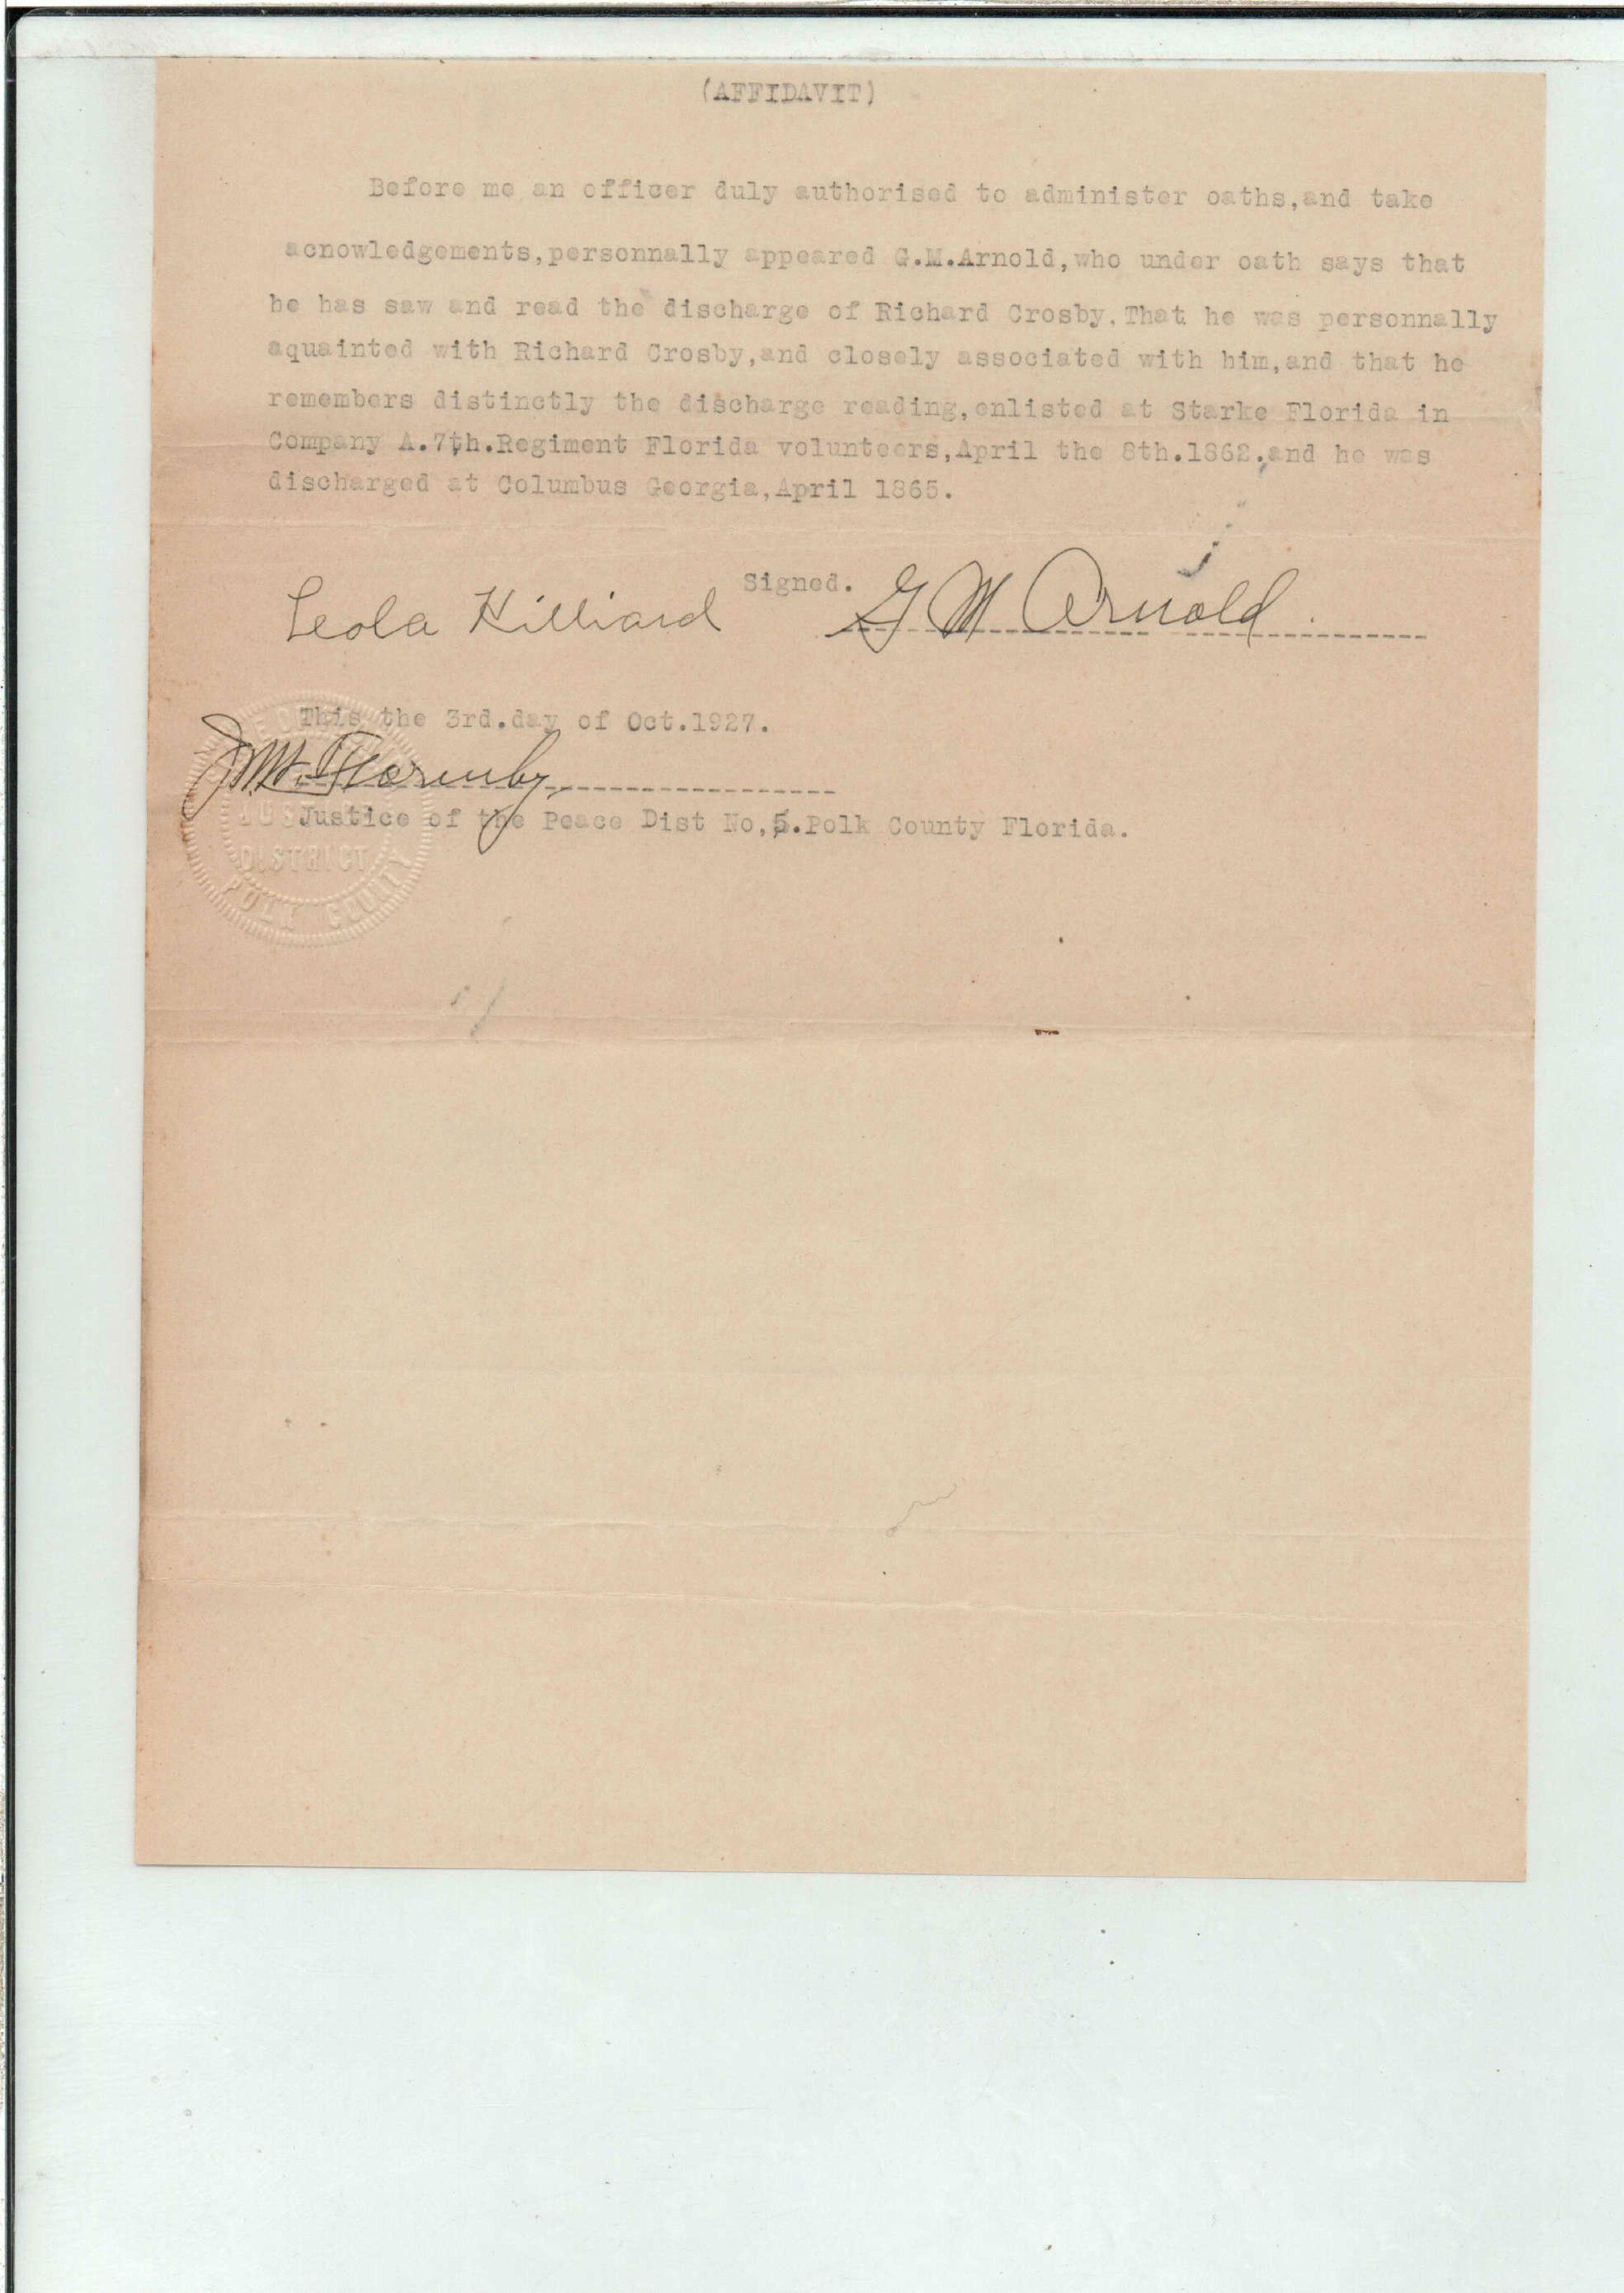 (AFFIDAVIT)
Before me an officer duly authorised to administer oaths,and take
acnowledgements,personnally appeared G.M.Arnold,who under oath says that
he has saw and read the discharge of Richard Crosby.That he was personnally
aquainted with Richard Crosby,and closely associated with him,and that he
remembers distinctly the discharge reading,enlisted at Starke Florida in
Company A.7th.Regiment Florida volunteers,April the 8th.1862.and he was
discharged at Columbus Georgia,April 1865.
Signed. G M Arnold
Leola Hilliard
This the 3rd.day of Oct.1927.
Justice of the Peace Dist No,5.Polk County Florida.
DISTRICT
POLK COUNTY